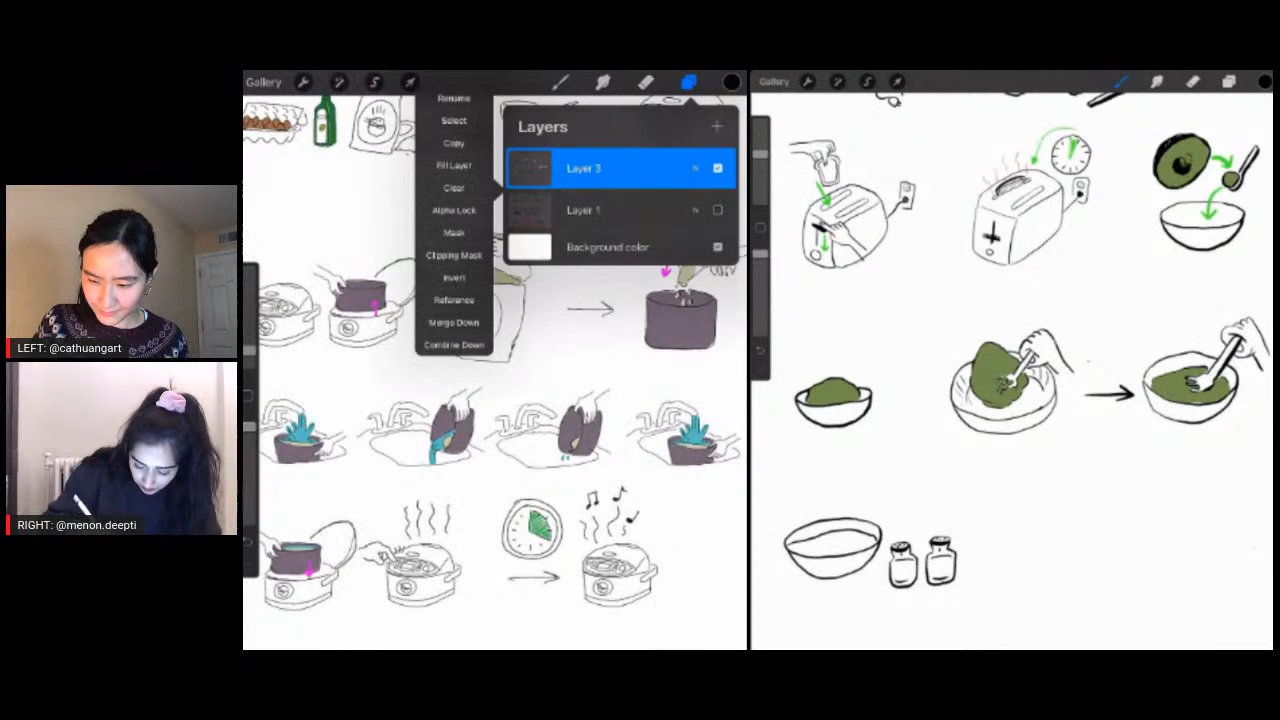 Gallery
Rename
Select
Copy
Fill Layer
Clear
Alpha Lock
Mask
Clipping Mask
Invert
Reference
Merge Down
Combine Down
Layers
Layer 3
N
Layer 1
N
Background color
Gallery
LEFT: @cathuangart
RIGHT: @menon.deepti